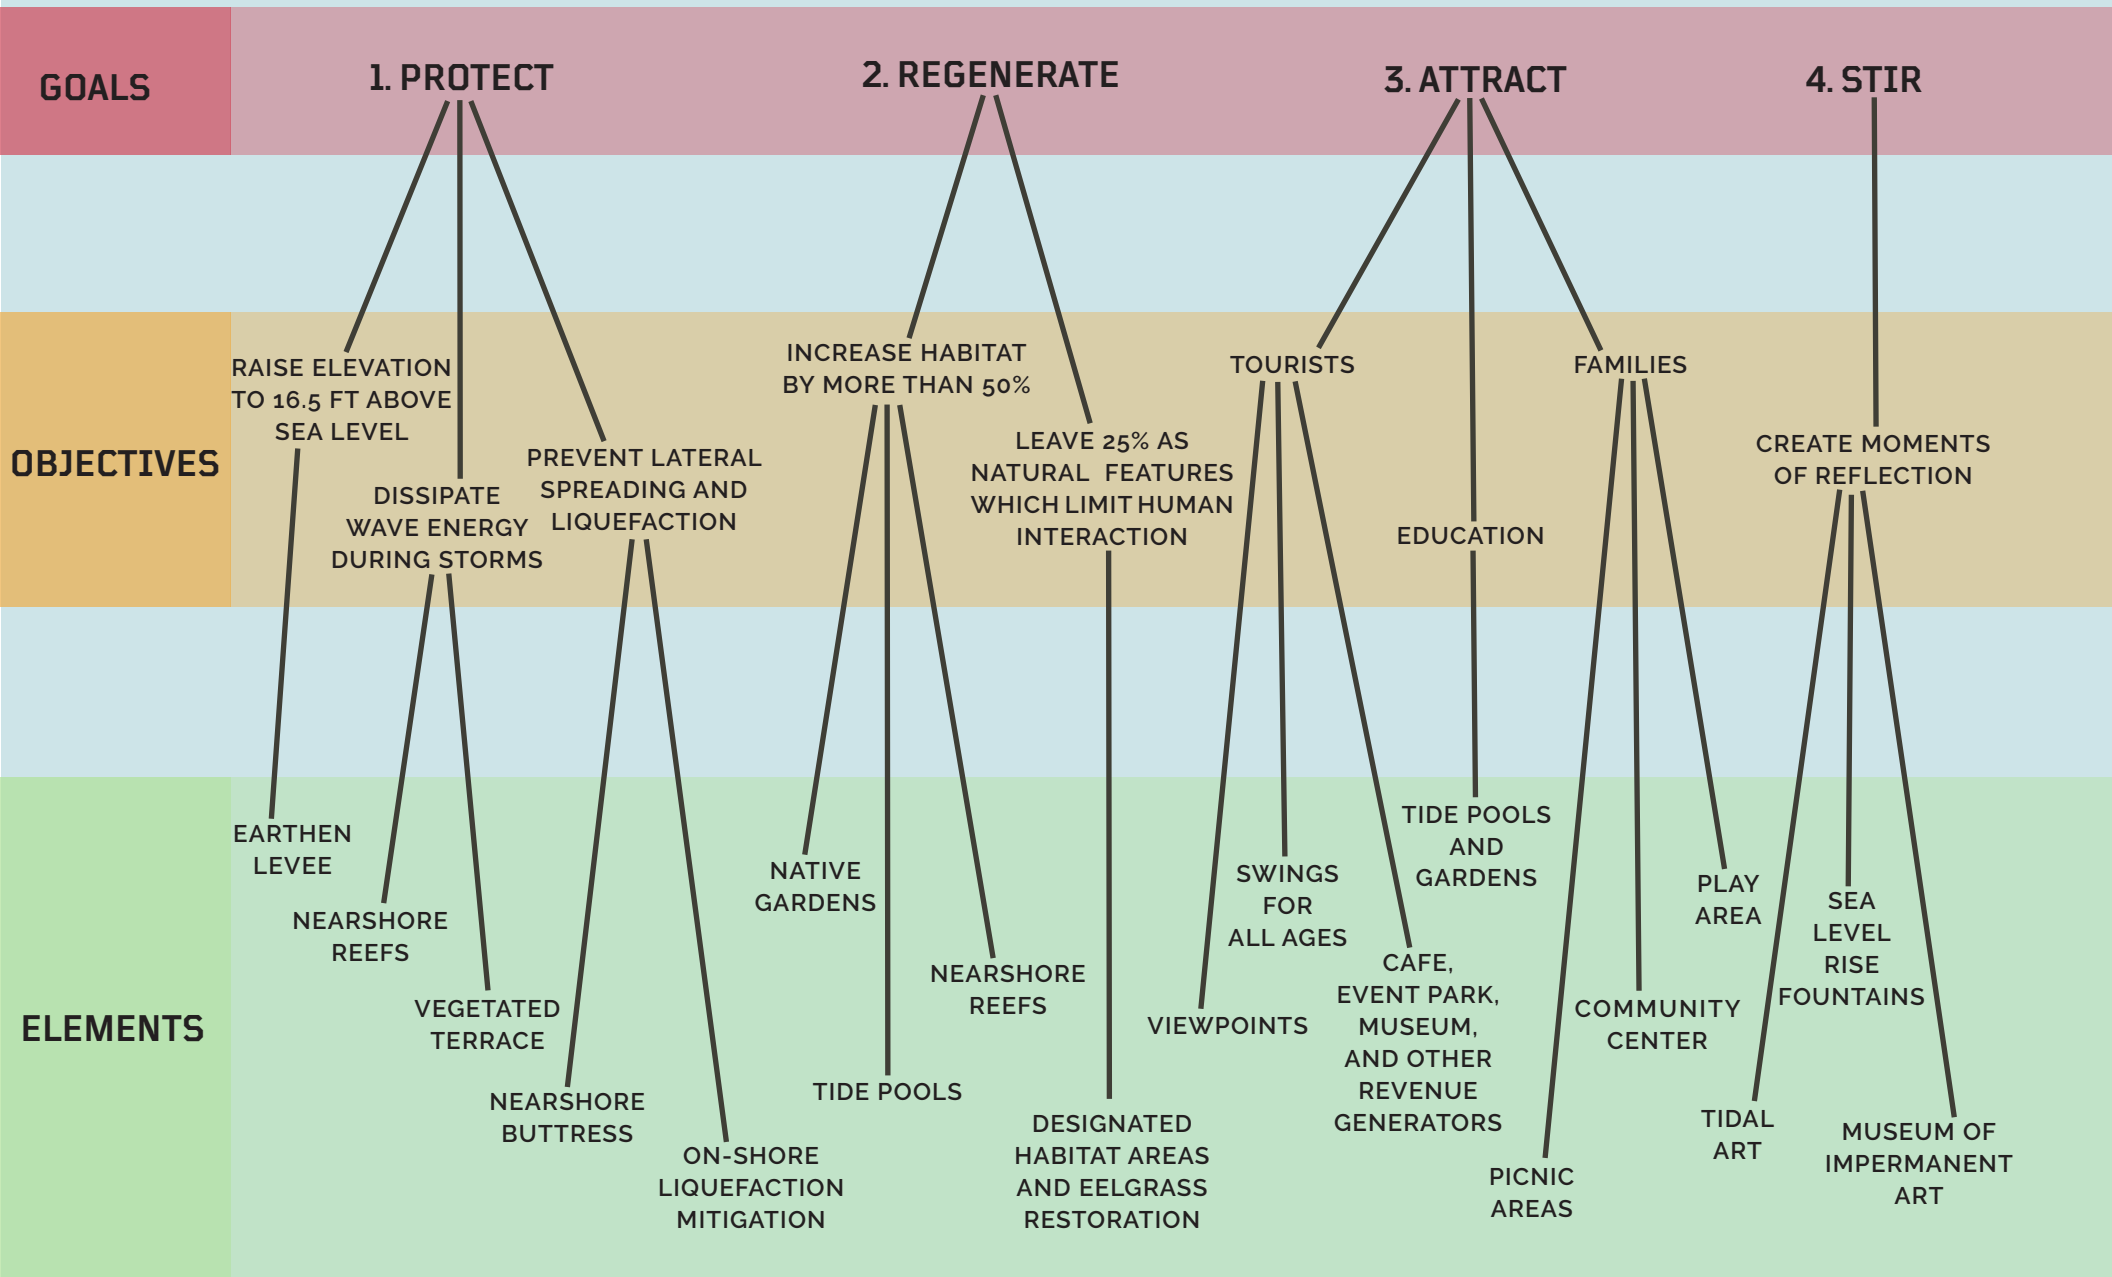 GOALS
1. PROTECT
2. REGENERATE
3. ATTRACT
4. STIR
OBJECTIVES
RAISE ELEVATION
TO 16.5 FT ABOVE
SEA LEVEL
DISSIPATE
WAVE ENERGY
DURING STORMS
PREVENT LATERAL
SPREADING AND
LIQUEFACTION
INCREASE HABITAT
BY MORE THAN 50%
LEAVE 25% AS
NATURAL FEATURES
WHICH LIMIT HUMAN
INTERACTION
TOURISTS
EDUCATION
FAMILIES
CREATE MOMENTS
OF REFLECTION
ELEMENTS
EARTHEN
LEVEE
NEARSHORE
REEFS
VEGETATED
TERRACE
NEARSHORE
BUTTRESS
ON-SHORE
LIQUEFACTION
MITIGATION
NATIVE
GARDENS
TIDE POOLS
NEARSHORE
REEFS
DESIGNATED
HABITAT AREAS
AND EELGRASS
RESTORATION
VIEWPOINTS
SWINGS
FOR
ALL AGES
CAFE,
EVENT PARK,
MUSEUM,
AND OTHER
REVENUE
GENERATORS
TIDE POOLS
AND
GARDENS
PICNIC
AREAS
COMMUNITY
CENTER
PLAY
AREA
TIDAL
ART
SEA
LEVEL
RISE
FOUNTAINS
MUSEUM OF
IMPERMANENT
ART